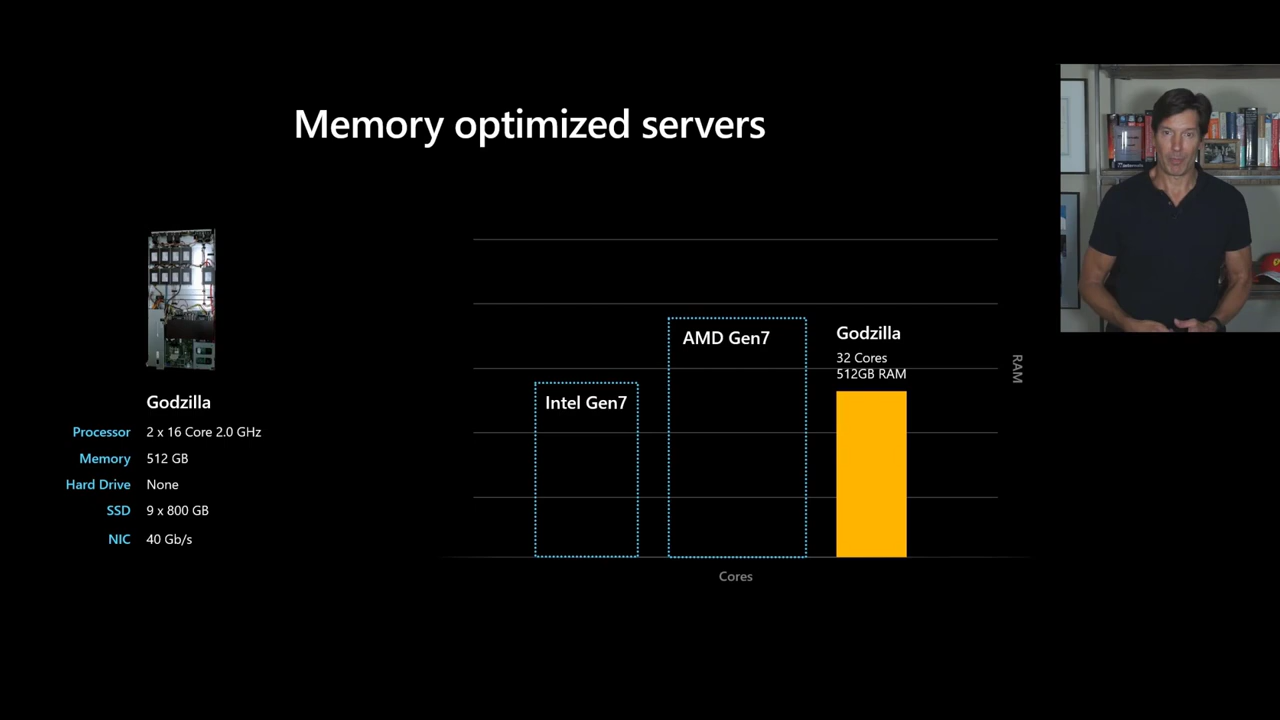 Memory optimized servers
Godzilla
Processor 2 x 16 Core 2.0 GHz
Memory 512 GB
Hard Drive None
SSD 9 x 800 GB
NIC 40 Gb/s
Intel Gen7
AMD Gen7
Godzilla
32 Cores
512GB RAM
RAM
Cores